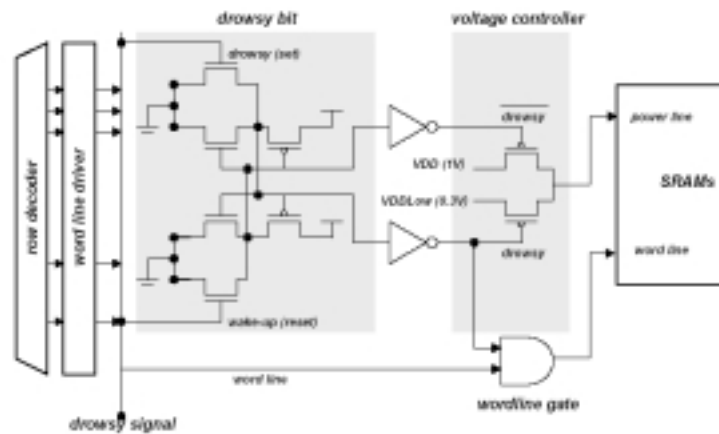 drowsy bit
voltage controller
drowsy (set)
drowsy
power line
VDD (1V)
SRAMs
VDDLow (0.3V)
row decoder
word line driver
drowsy
word line
wake-up (reset)
word line
wordline gate
drowsy signal